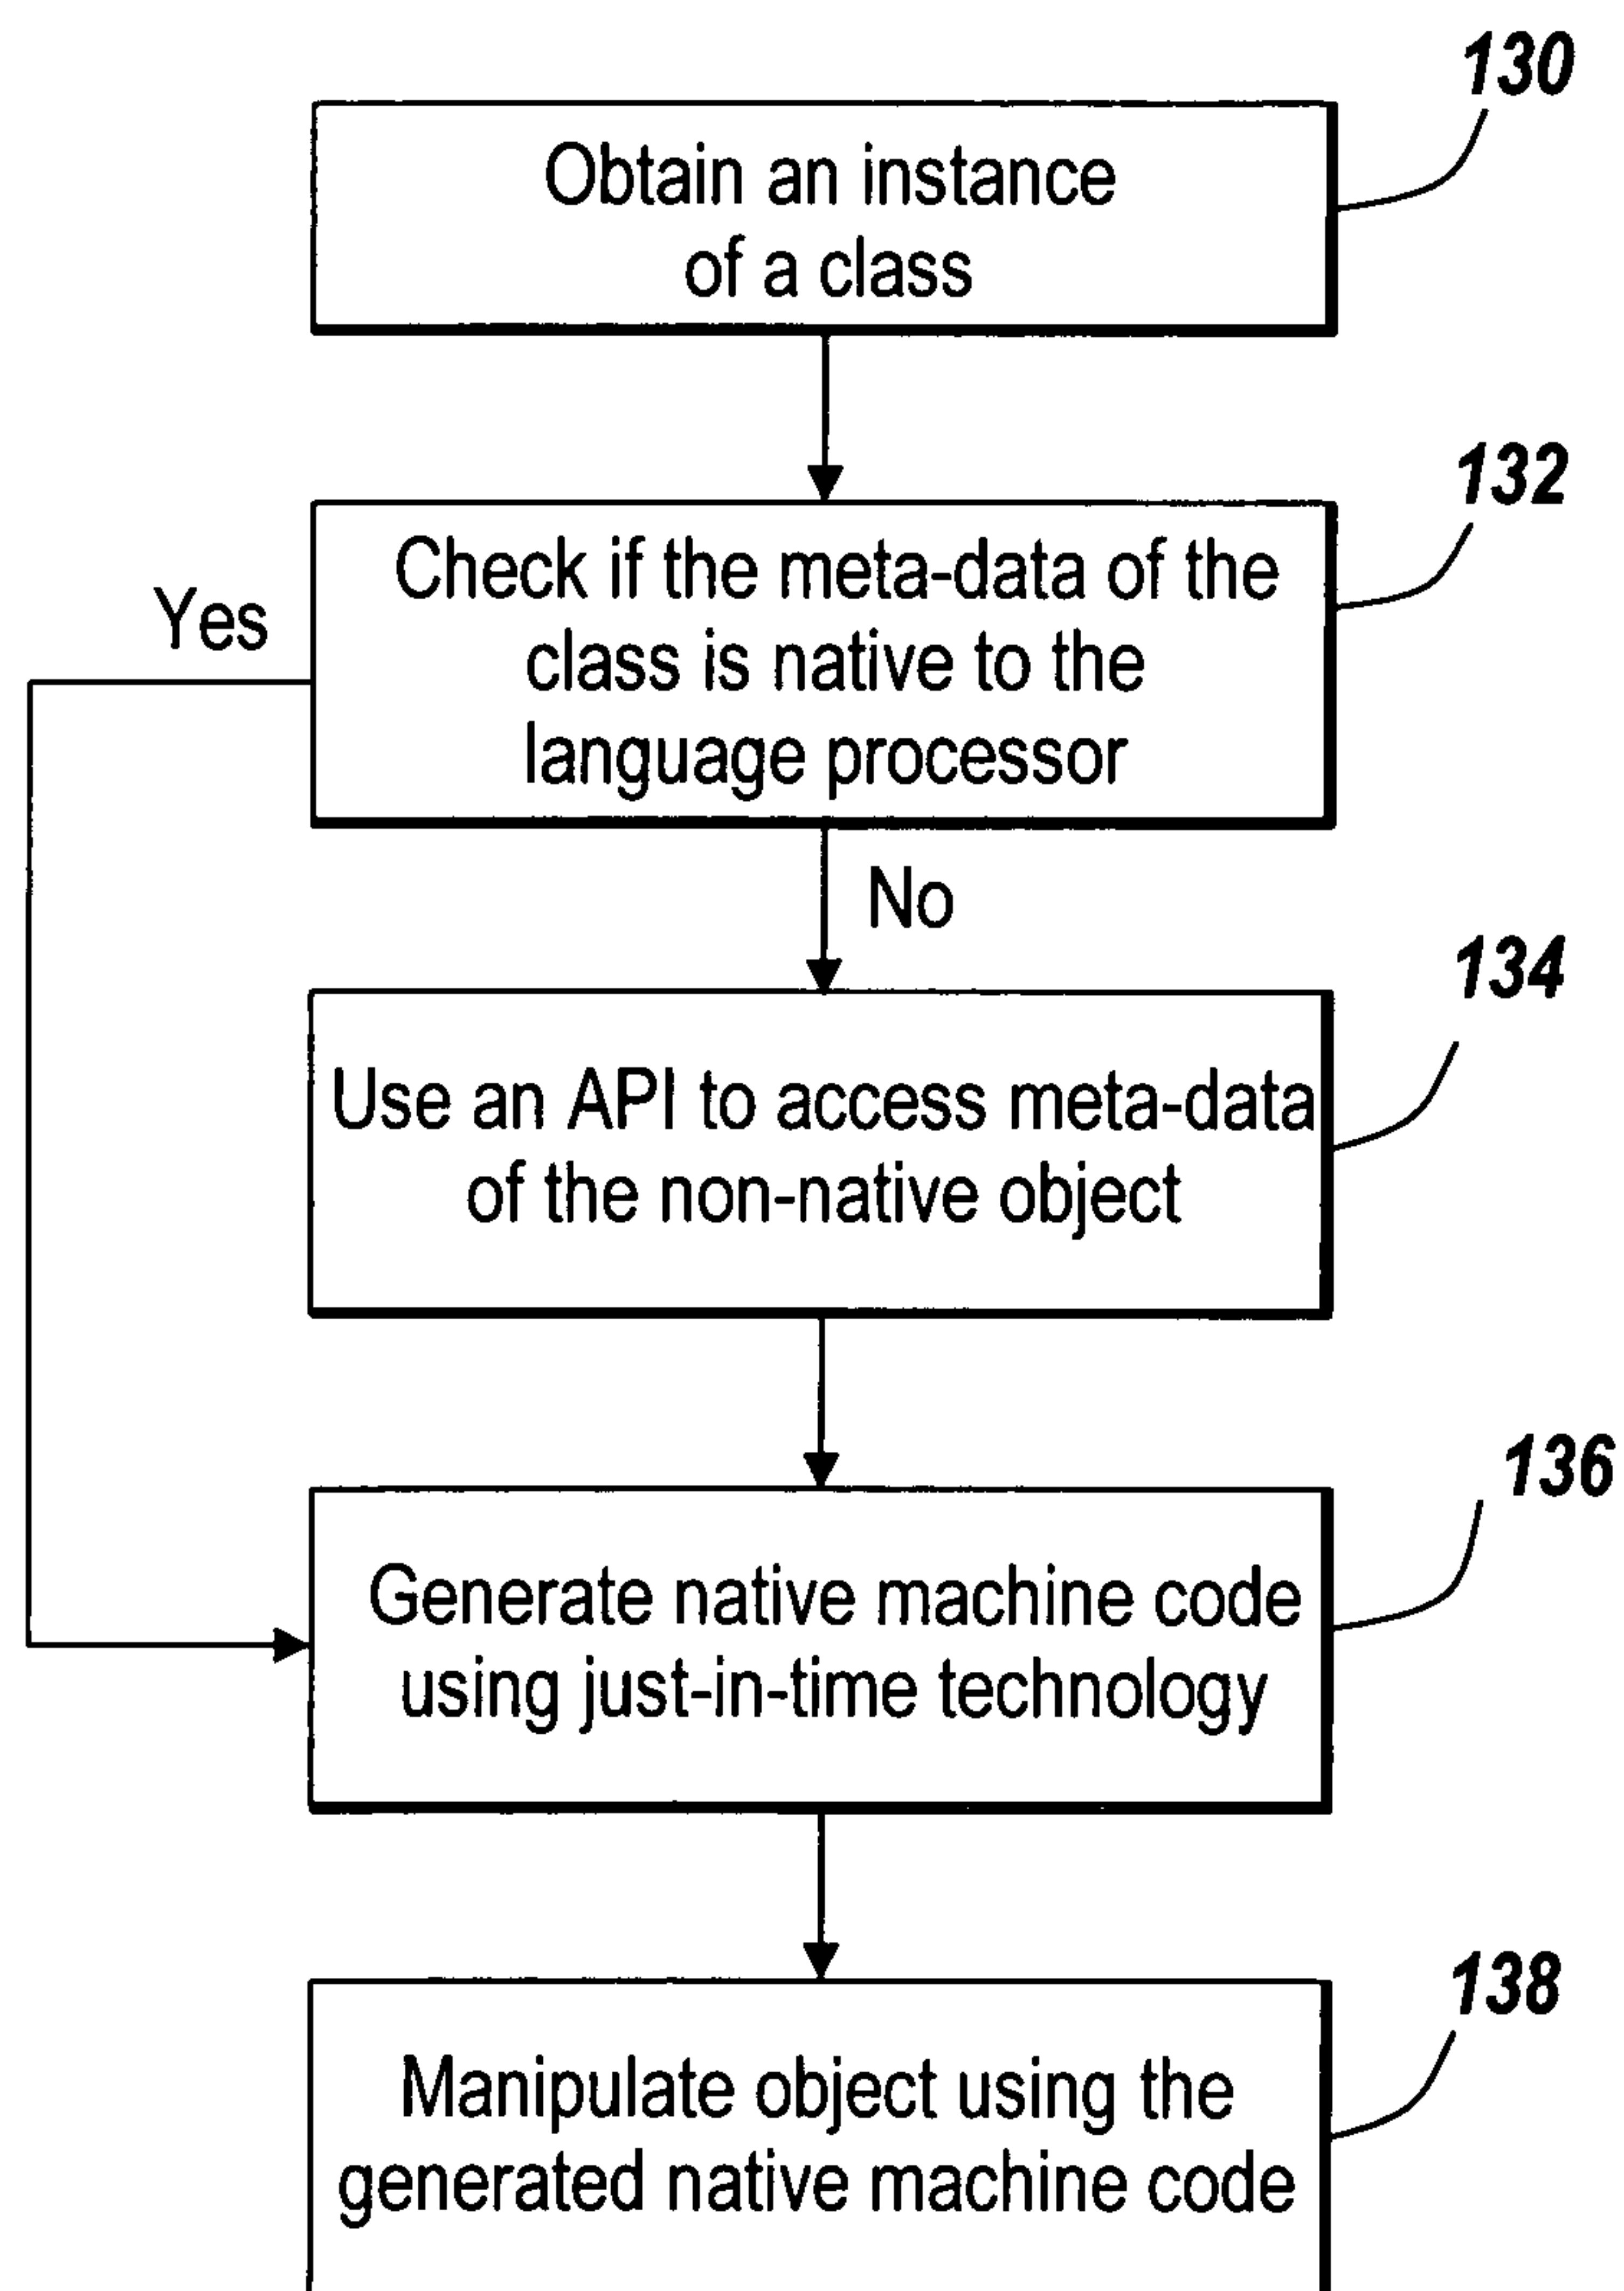 130
Obtain an instance
of a class
132
Check if the meta-data of the
class is native to the
language processor
Yes
No
134
Use an API to access meta-data
of the non-native object
136
Generate native machine code
using just-in-time technology
138
Manipulate object using the
generated native machine code